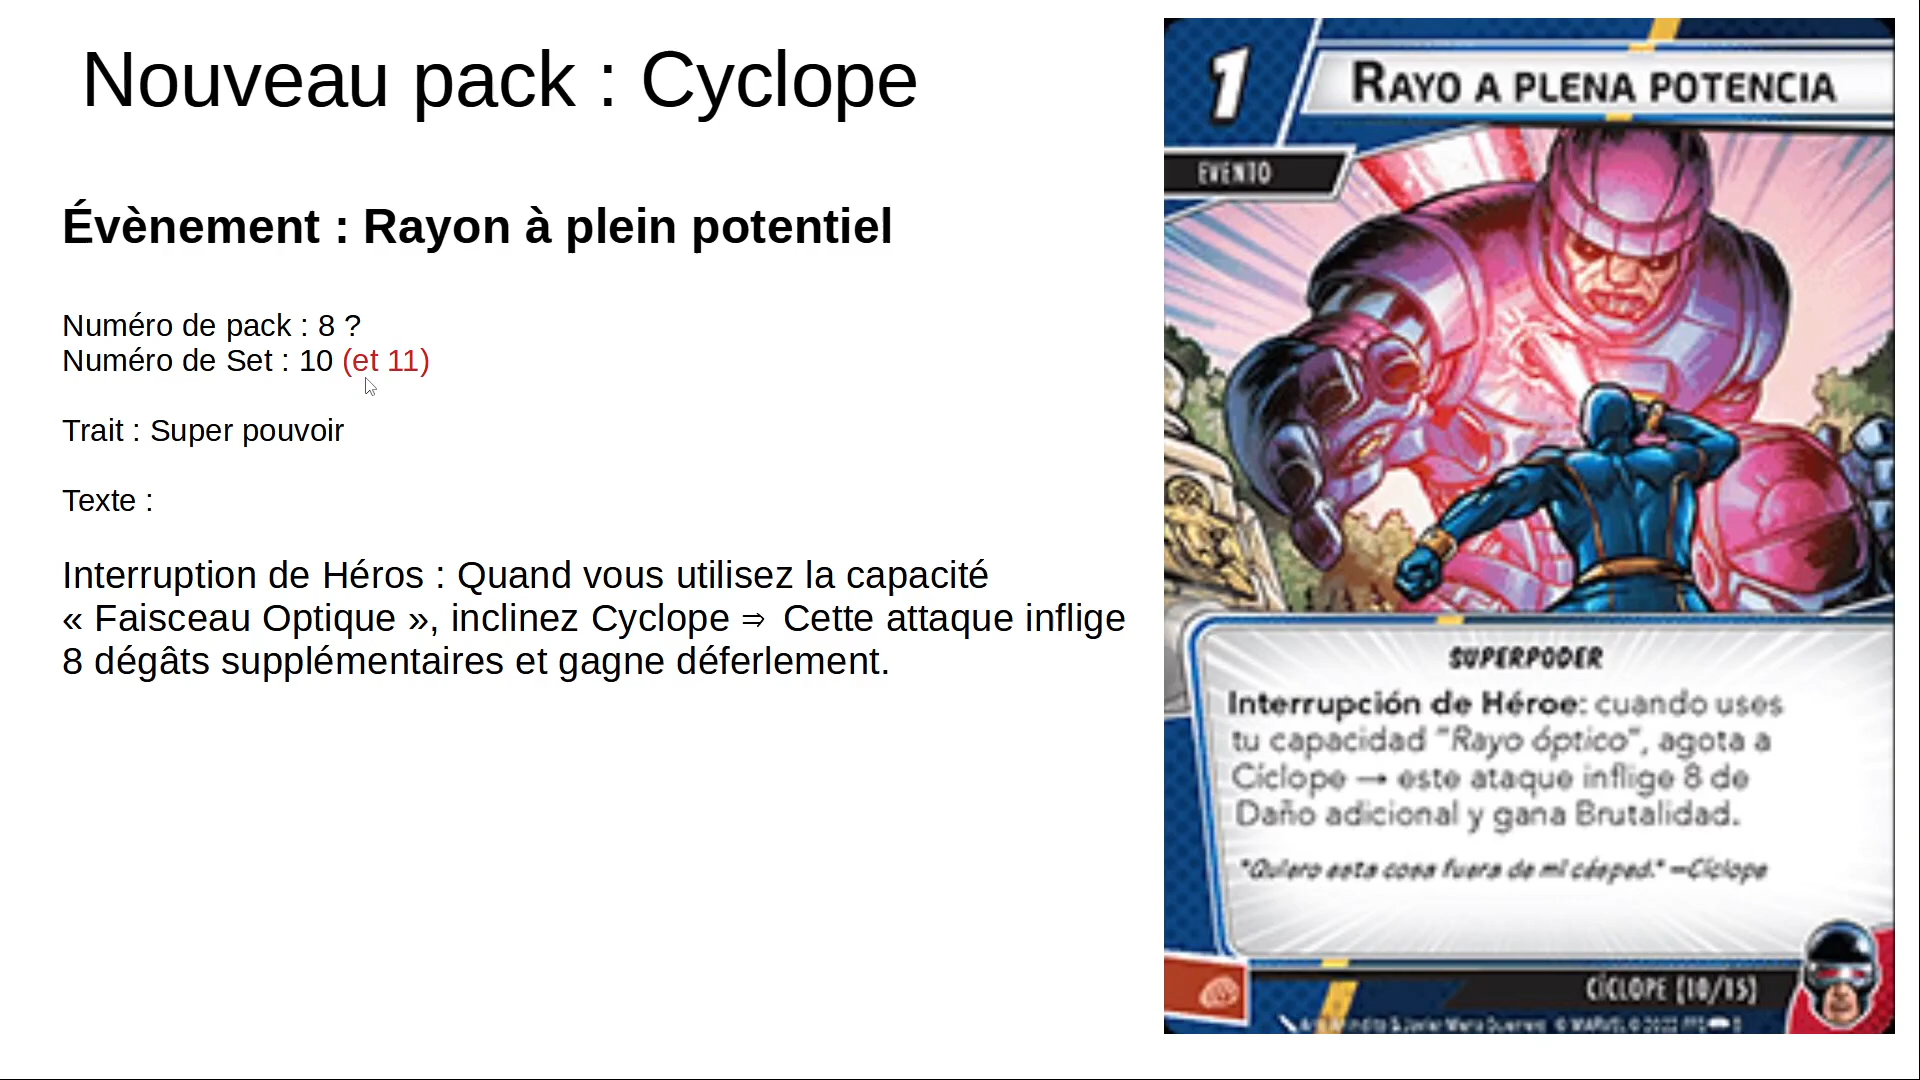 Nouveau pack : Cyclope
Évènement : Rayon à plein potentiel
Numéro de pack : 8 ?
Numéro de Set : 10 (et 11)
Trait : Super pouvoir
Texte :
Interruption de Héros : Quand vous utilisez la capacité
« Faisceau Optique », inclinez Cyclope ⇒ Cette attaque inflige
8 dégâts supplémentaires et gagne déferlement.
1
RAYO A PLENA POTENCIA
EVENTO
SUPERPODER
Interrupción de Héroe: cuando uses
tu capacidad "Rayo óptico", agota a
Cíclope → este ataque inflige 8 de
Daño adicional y gana Brutalidad.
"Quiero esta cosa fuera de mi césped." —Cíclope
CÍCLOPE (10/15)
© MARVEL © 2022 FFG